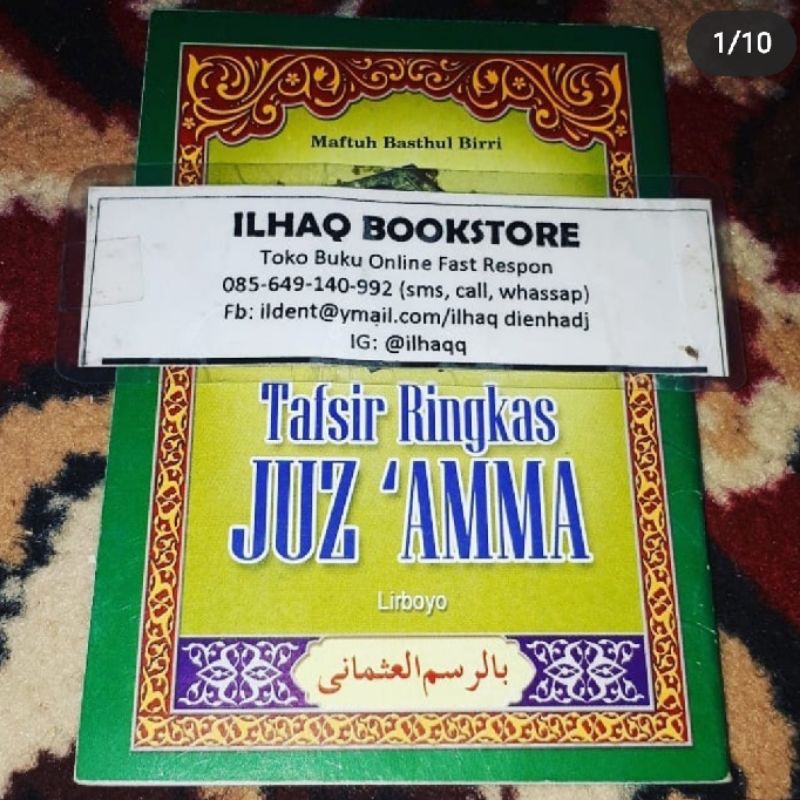 1/10
Maftuh Basthul Birri
ILHAQ BOOKSTORE
Toko Buku Online Fast Respon
085-649-140-992 (sms, call, whassap)
Fb: ildent@ymail.com/ilhaq dienhadj
IG: @ilhaqq
Tafsir Ringkas
JUZ ‘AMMA
Lirboyo
بالرسم العثمانى